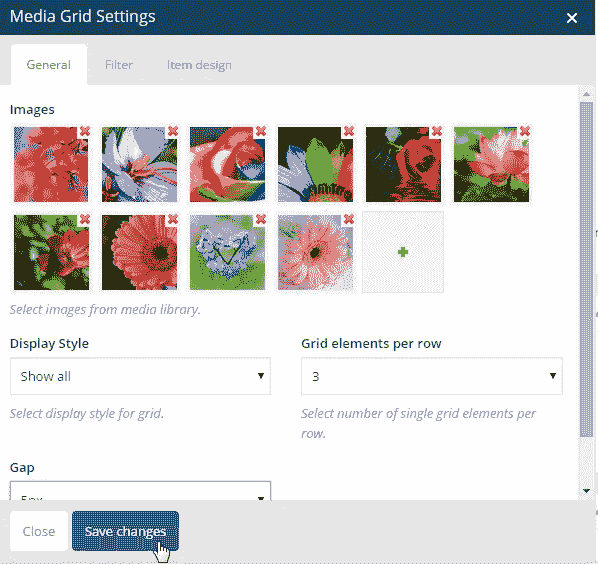 Media Grid Settings
General Filter Item design
Images
Select images from media library.
Display Style Grid elements per row
Show all 3
Select display style for grid. Select number of single grid elements per
row.
Gap
5px
Close Save changes